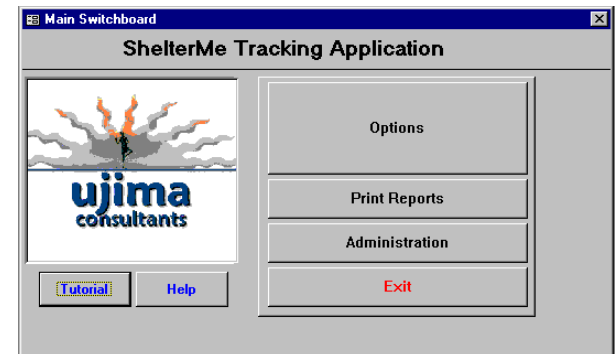 Main Switchboard
ShelterMe Tracking Application
ujima
consultants
Options
Print Reports
Administration
Exit
Tutorial
Help